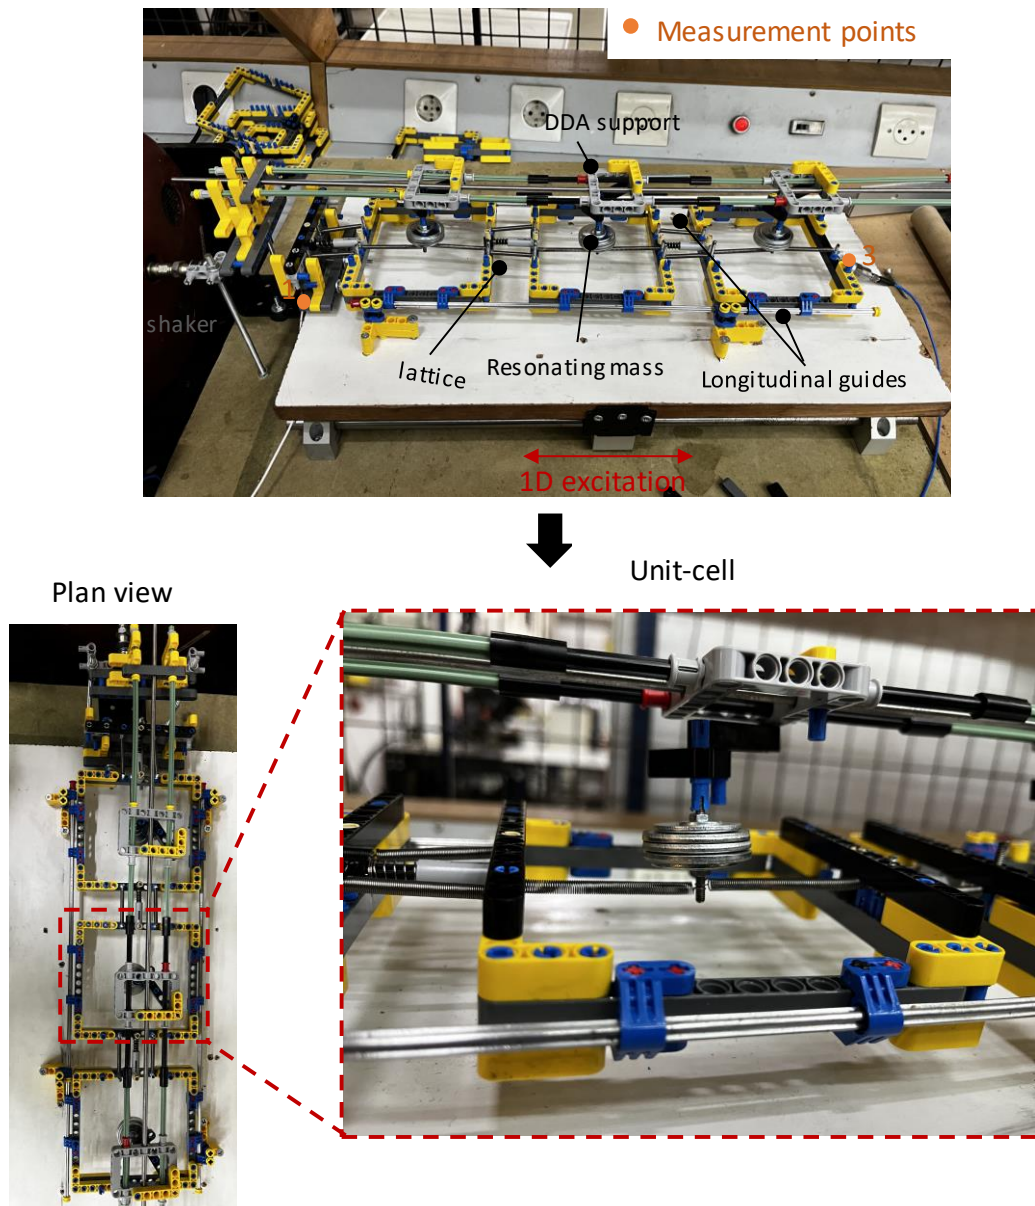 Measurement points
DDA support
3
1
shaker
lattice
Resonating mass
Longitudinal guides
1D excitation
Unit-cell
Plan view